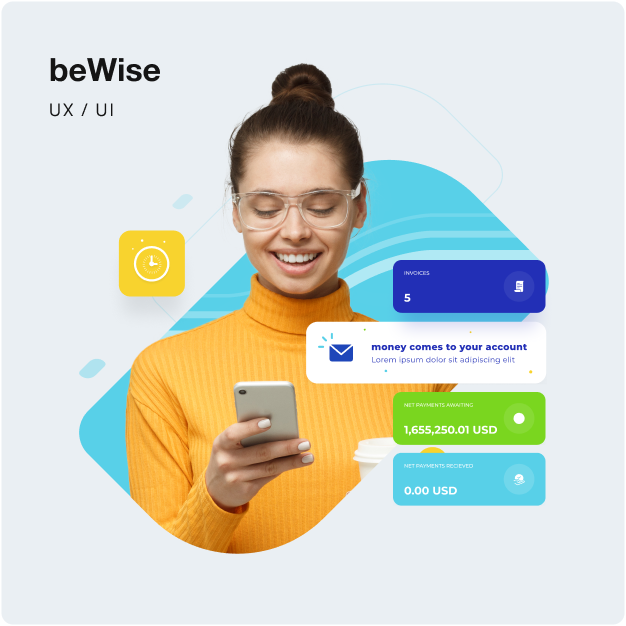 beWise
UX / UI
INVOICES
5
money comes to your account
Lorem ipsum dolor sit adipiscing elit
NET PAYMENTS AWAITING
1,655,250.01 USD
NET PAYMENTS RECIEVED
0.00 USD